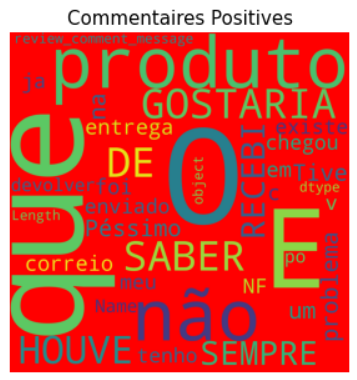 Commentaires Positives
review_comment_message
produto
ja
na
GOSTARIA
que
entrega
DE
O
RECEBI
existe
chegou
em
Tive
devolver
foi
object
dtype
Length
enviado
c
v
Péssimo
E
SABER
po
problema
correio
meu
NF
um
Name
não
HOUVE
tenho
SEMPRE